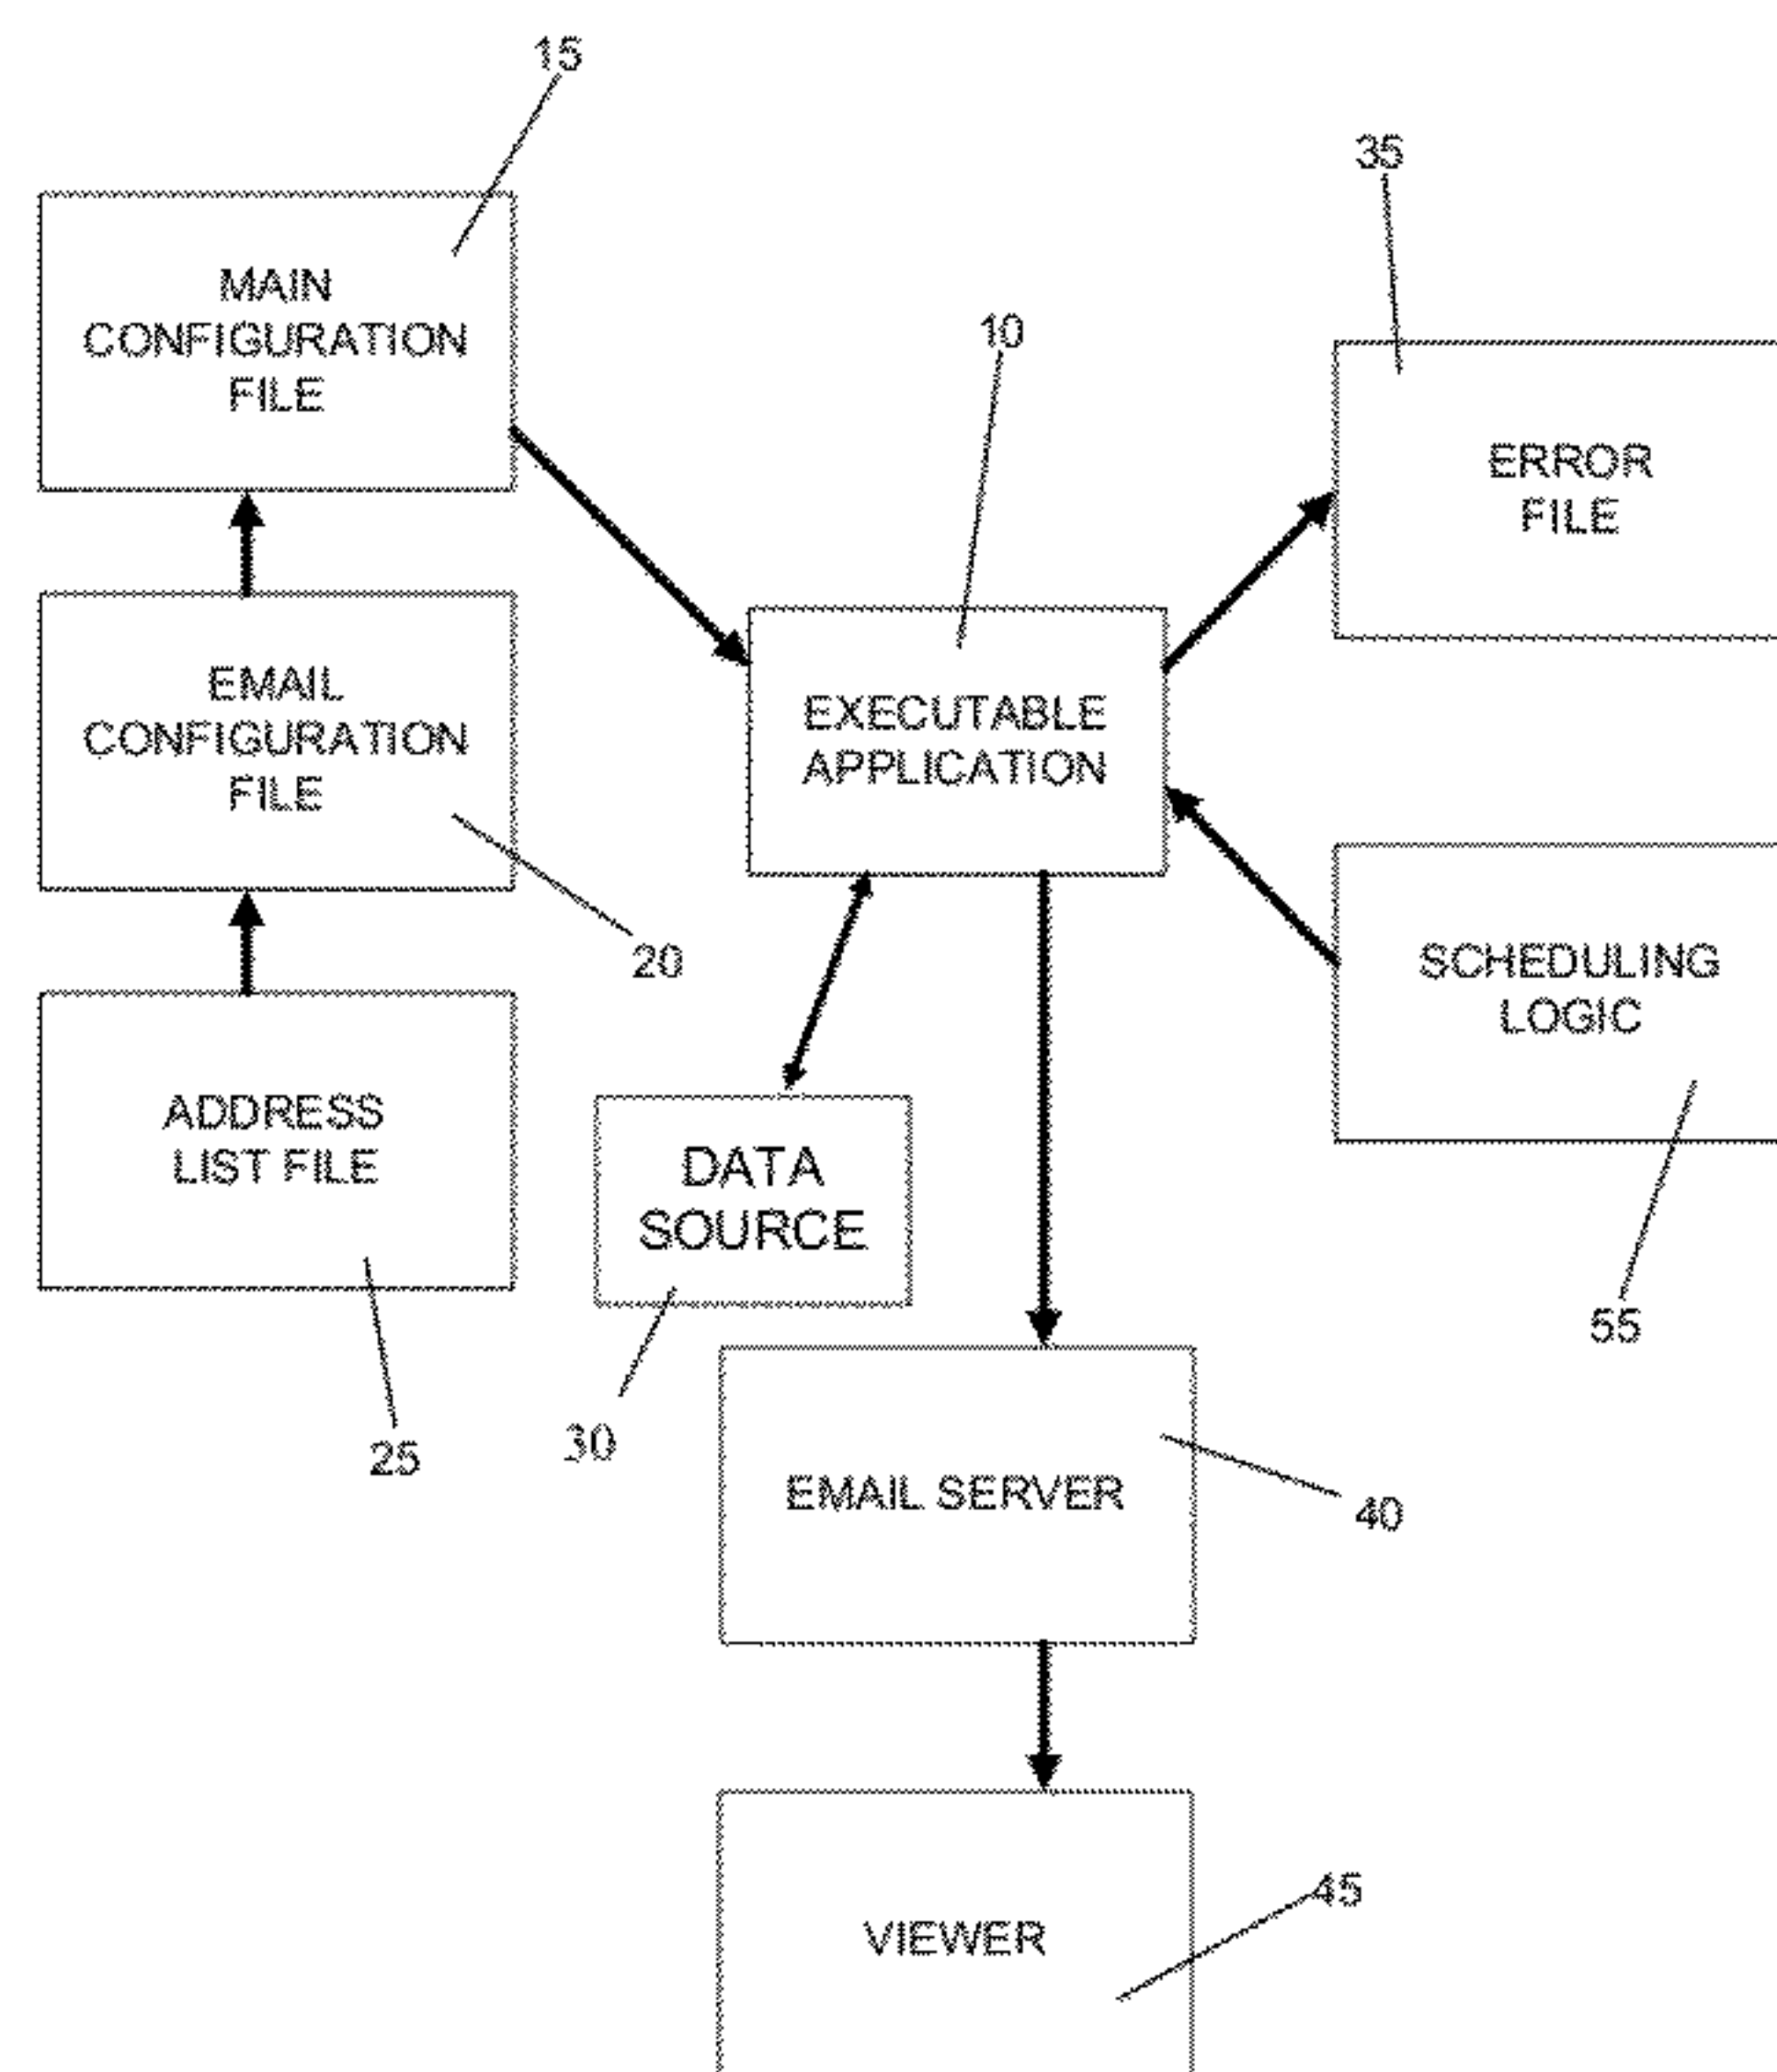 15
35
MAIN
CONFIGURATION
FILE
10
ERROR
FILE
EMAIL
CONFIGURATION
FILE
EXECUTABLE
APPLICATION
20
SCHEDULING
LOGIC
ADDRESS
LIST FILE
DATA
SOURCE
55
25
30
EMAIL SERVER
40
45
VIEWER